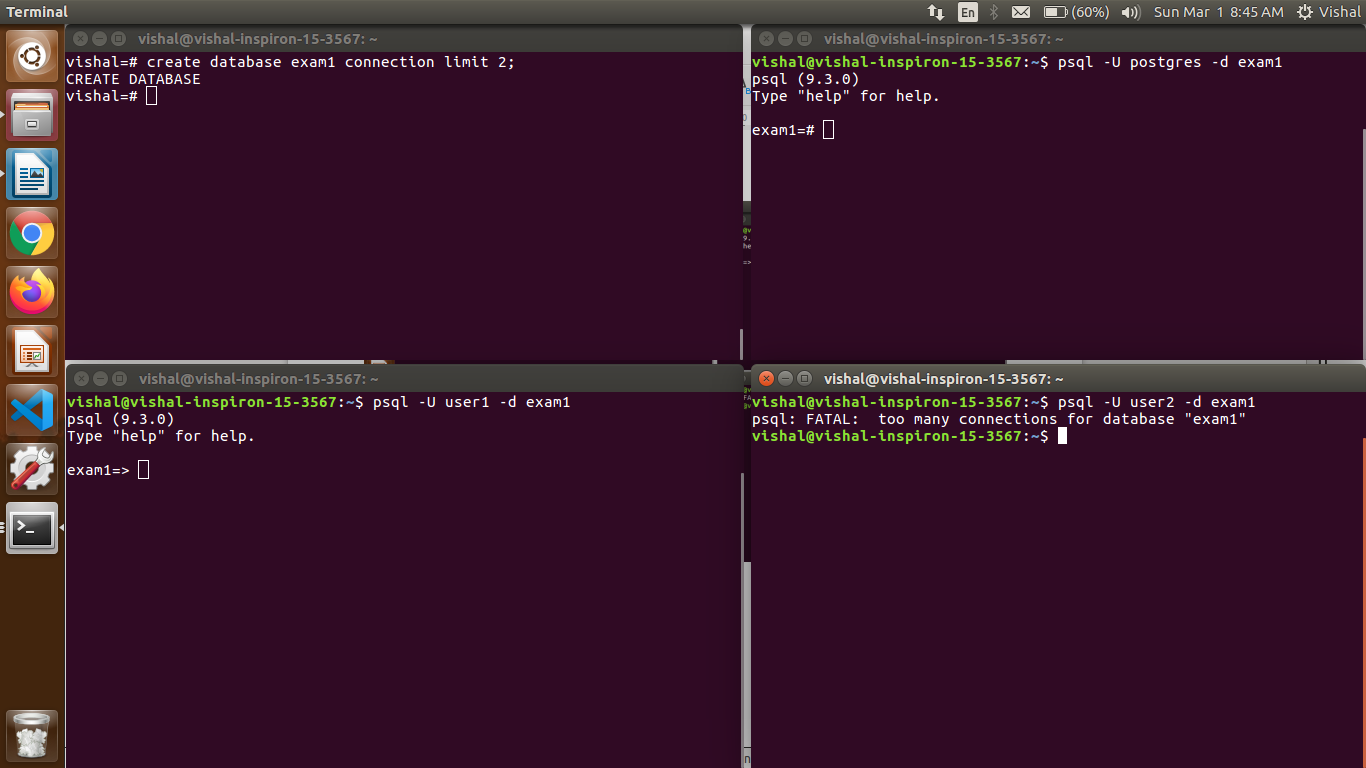 Terminal
En
(60%)
Sun Mar 1 8:45 AM
Vishal
vishal@vishal-inspiron-15-3567: ~
vishal=# create database exam1 connection limit 2;
CREATE DATABASE
vishal=#
vishal@vishal-inspiron-15-3567: ~
vishal@vishal-inspiron-15-3567:~$ psql -U postgres -d exam1
psql (9.3.0)
Type "help" for help.
exam1=#
vishal@vishal-inspiron-15-3567: ~
vishal@vishal-inspiron-15-3567:~$ psql -U user1 -d exam1
psql (9.3.0)
Type "help" for help.
exam1=>
vishal@vishal-inspiron-15-3567: ~
vishal@vishal-inspiron-15-3567:~$ psql -U user2 -d exam1
psql: FATAL:  too many connections for database "exam1"
vishal@vishal-inspiron-15-3567:~$